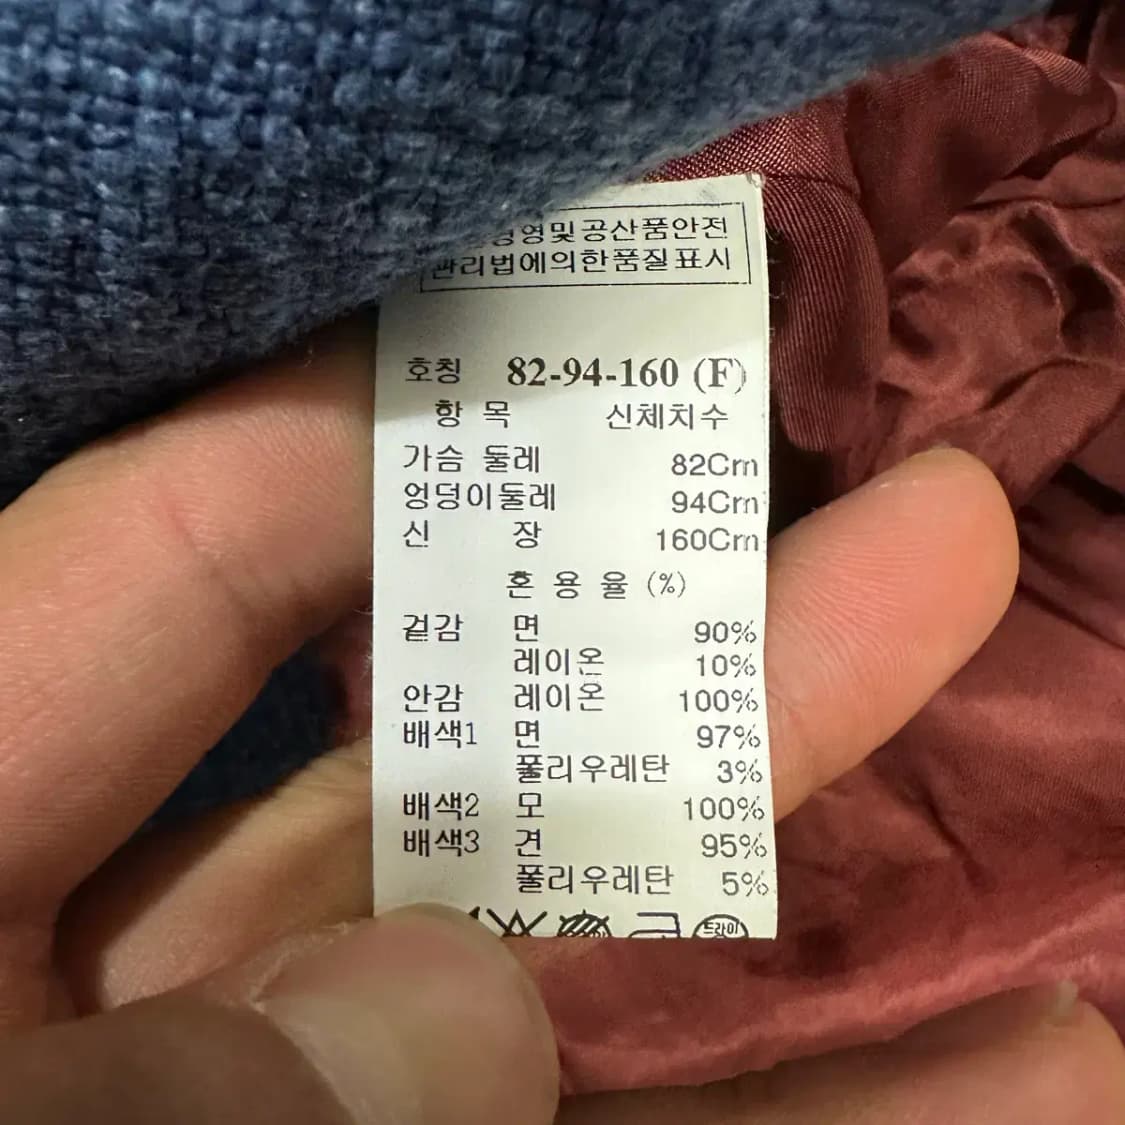 및공산품안전
관리법에의한품질표시
호칭 82-94-160 (F)
항 목 신체치수
가슴 둘레 82Cm
엉덩이둘레 94Cm
신 장 160Cm
혼 용 율 (%)
겉감 면 90%
레이온 10%
안감 레이온 100%
배색1 면 97%
폴리우레탄 3%
배색2 모 100%
배색3 견 95%
폴리우레탄 5%
드라이